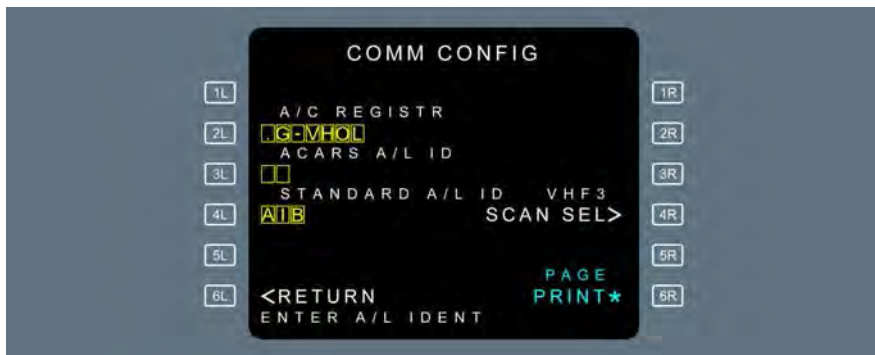 COMM CONFIG
1L 1R
A/C REGISTR
2L .G-VHOL 2R
ACARS A/L ID
3L 3R
STANDARD A/L ID VHF3
4L AIB SCAN SEL> 4R
5L 5R
PAGE
6L <RETURN PRINT* 6R
ENTER A/L IDENT